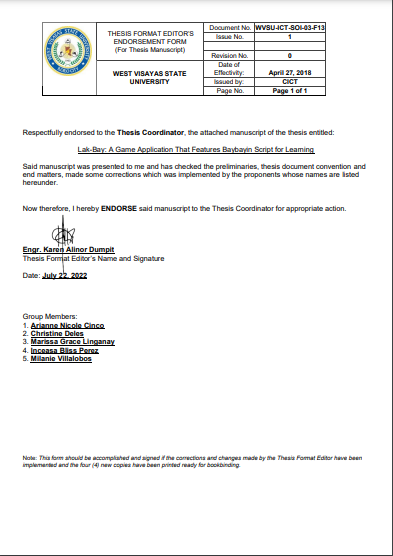 THESIS FORMAT EDITOR'S
ENDORSEMENT FORM
(For Thesis Manuscript)
WEST VISAYAS STATE
UNIVERSITY
Document No. WVSU-ICT-SOI-03-F13
Issue No. 1
Revision No. 0
Date of
Effectivity: April 27, 2018
Issued by: CICT
Page No. Page 1 of 1
Respectfully endorsed to the Thesis Coordinator, the attached manuscript of the thesis entitled:
Lak-Bay: A Game Application That Features Baybayin Script for Learning
Said manuscript was presented to me and has checked the preliminaries, thesis document convention and
end matters, made some corrections which was implemented by the proponents whose names are listed
hereunder.
Now therefore, I hereby ENDORSE said manuscript to the Thesis Coordinator for appropriate action.
Engr. Karen Alinor Dumpit
Thesis Format Editor's Name and Signature
Date: July 22, 2022
Group Members:
1. Arianne Nicole Cinco
2. Christine Deles
3. Marissa Grace Linganay
4. Inceasa Bliss Perez
5. Milanie Villalobos
Note: This form should be accomplished and signed if the corrections and changes made by the Thesis Format Editor have been
implemented and the four (4) new copies have been printed ready for bookbinding.